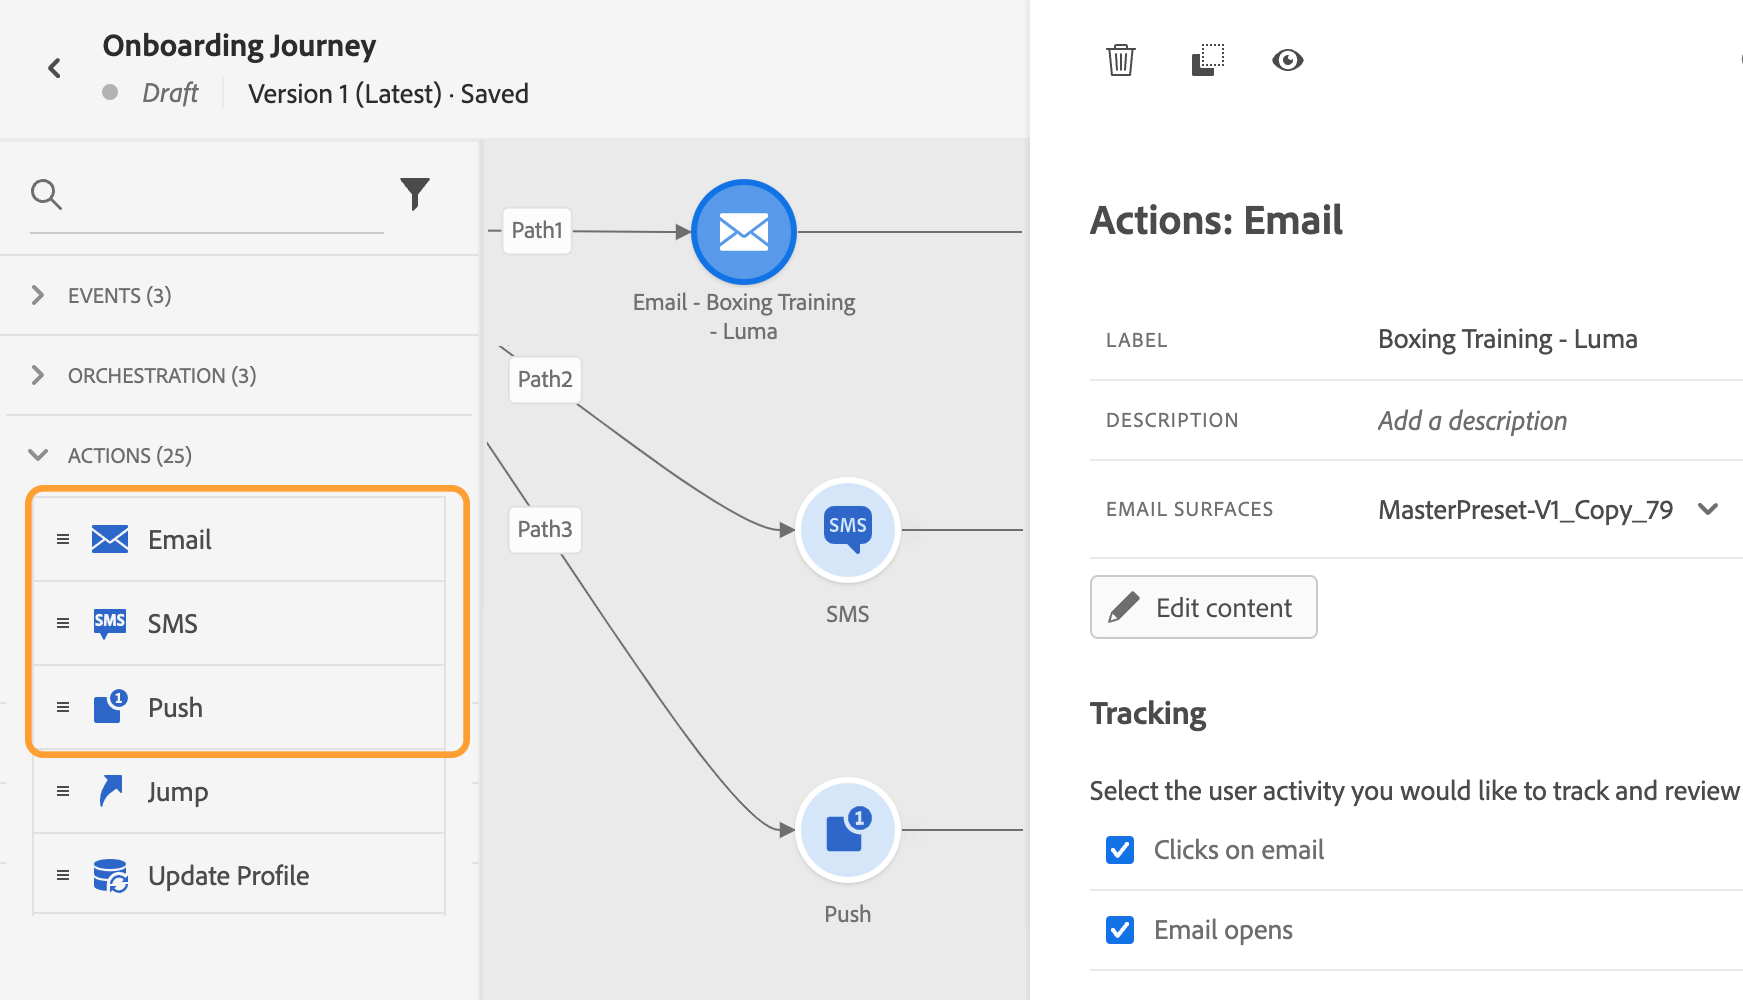 Onboarding Journey
Draft
Version 1 (Latest) · Saved
EVENTS (3)
ORCHESTRATION (3)
ACTIONS (25)
Email
SMS
SMS
1
Push
Jump
Update Profile
Path1
Email - Boxing Training
- Luma
Path2
SMS
SMS
Path3
1
Push
Actions: Email
LABEL
Boxing Training - Luma
DESCRIPTION
Add a description
EMAIL SURFACES
MasterPreset-V1_Copy_79
Edit content
Tracking
Select the user activity you would like to track and review
Clicks on email
Email opens